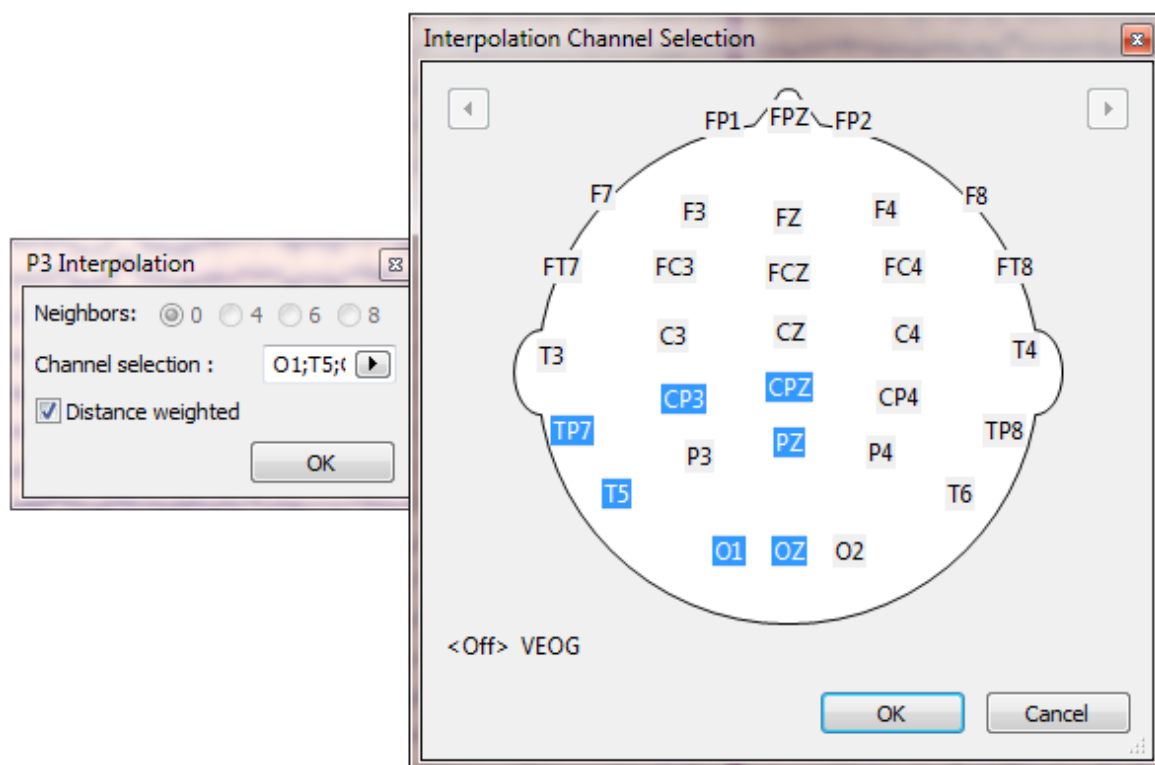 P3 Interpolation
Neighbors: 0 4 6 8
Channel selection : O1;T5;(
Distance weighted
OK
Interpolation Channel Selection
FP1 FPZ FP2
F7 F3 FZ F4 F8
FT7 FC3 FCZ FC4 FT8
T3 C3 CZ C4 T4
CP3 CPZ CP4
TP7 P3 PZ P4 TP8
T5 T6
O1 OZ O2
<Off> VEOG
OK Cancel